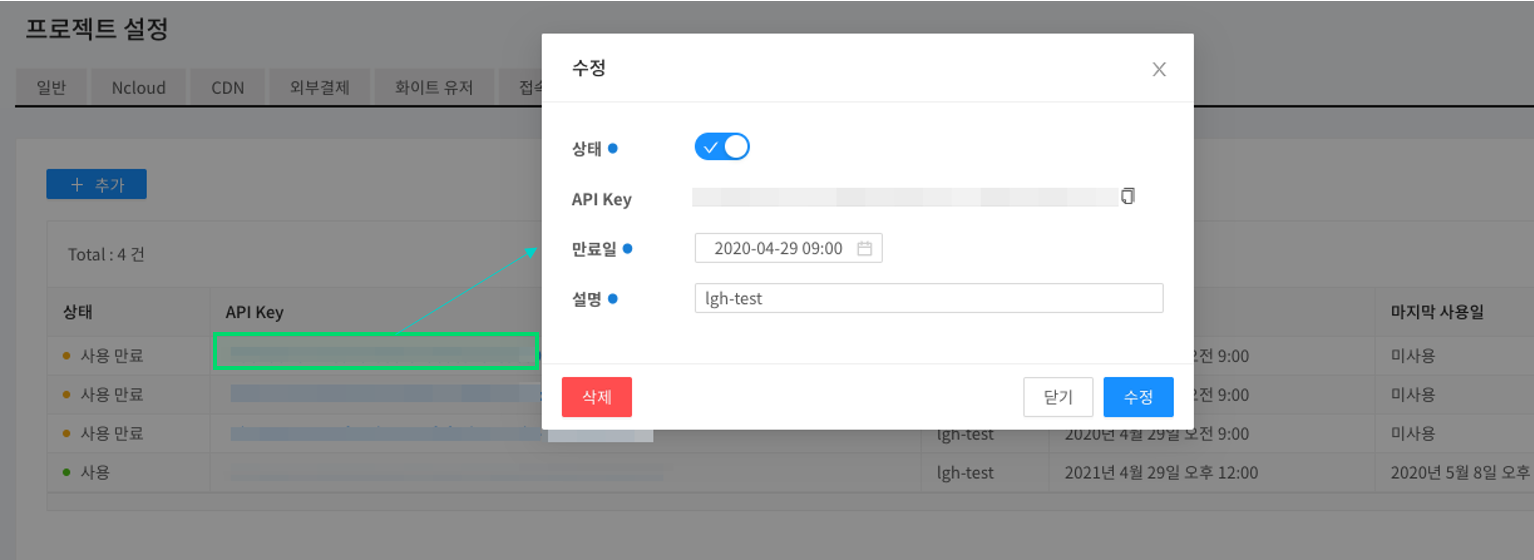 프로젝트 설정
일반 Ncloud CDN 외부결제 화이트 유저
+ 추가
Total : 4 건
상태 API Key 마지막 사용일
사용 만료 오전 9:00 미사용
사용 만료 9:00 미사용
사용 만료 lgh-test 2020년 4월 29일 오전 9:00 미사용
사용 lgh-test 2021년 4월 29일 오후 12:00 2020년 5월 8일 오후
수정
상태
API Key
만료일 2020-04-29 09:00
설명 lgh-test
삭제 닫기 수정